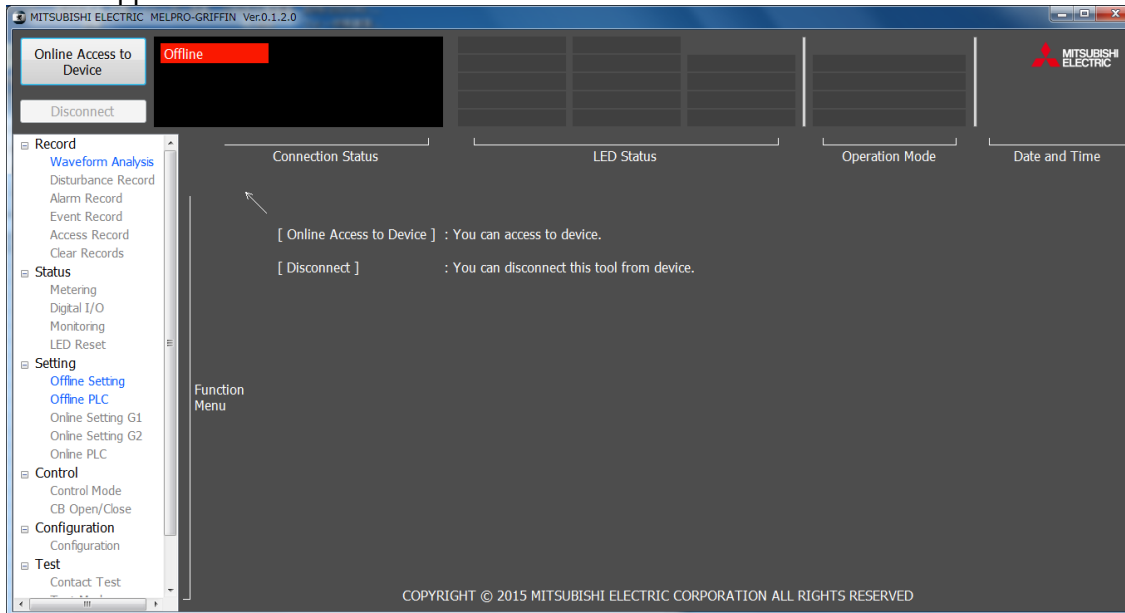 MITSUBISHI ELECTRIC MELPRO-GRIFFIN Ver.0.1.2.0
Online Access to
Device
Disconnect
Offline
MITSUBISHI
ELECTRIC
Connection Status
LED Status
Operation Mode
Date and Time
Record
Waveform Analysis
Disturbance Record
Alarm Record
Event Record
Access Record
Clear Records
Status
Metering
Digital I/O
Monitoring
LED Reset
Setting
Offline Setting
Offline PLC
Online Setting G1
Online Setting G2
Online PLC
Control
Control Mode
CB Open/Close
Configuration
Configuration
Test
Contact Test
[ Online Access to Device ] : You can access to device.
[ Disconnect ] : You can disconnect this tool from device.
Function
Menu
COPYRIGHT © 2015 MITSUBISHI ELECTRIC CORPORATION ALL RIGHTS RESERVED